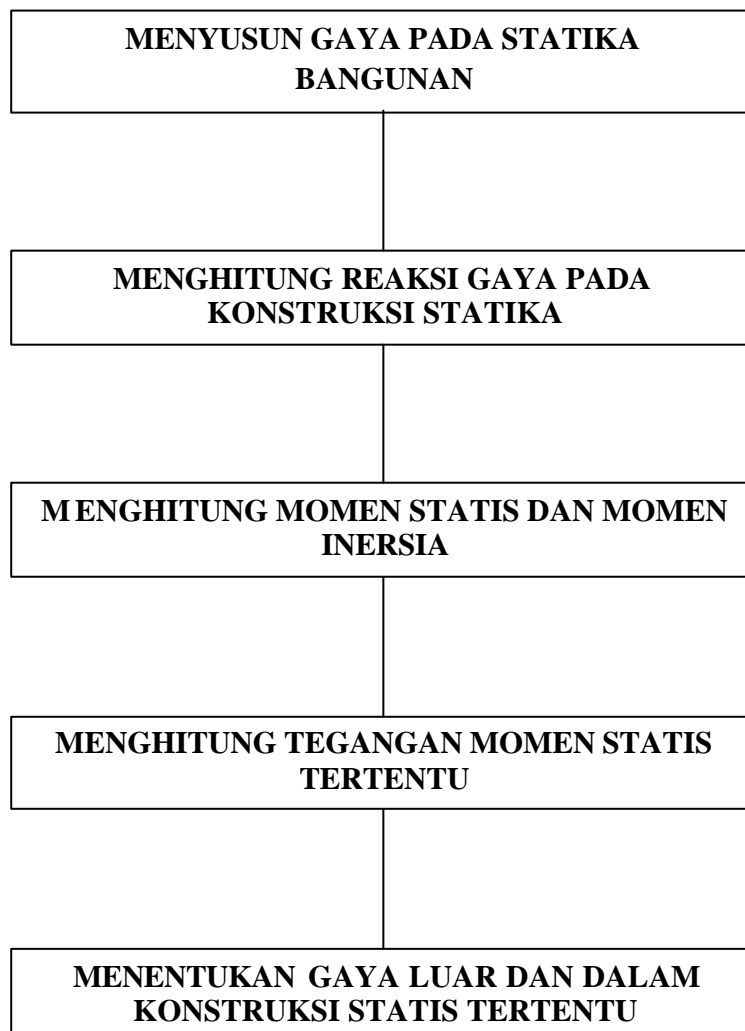 MENYUSUN GAYA PADA STATIKA
BANGUNAN
MENGHITUNG REAKSI GAYA PADA
KONSTRUKSI STATIKA
M ENGHITUNG MOMEN STATIS DAN MOMEN
INERSIA
MENGHITUNG TEGANGAN MOMEN STATIS
TERTENTU
MENENTUKAN GAYA LUAR DAN DALAM
KONSTRUKSI STATIS TERTENTU